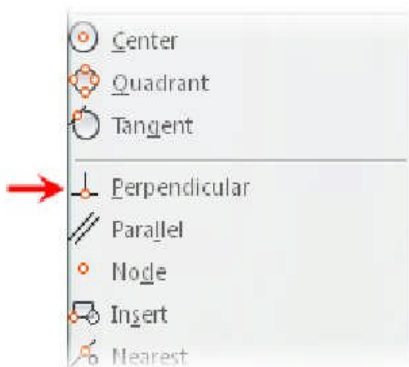 Center
Quadrant
Tangent
Perpendicular
Parallel
Node
Insert
Nearest